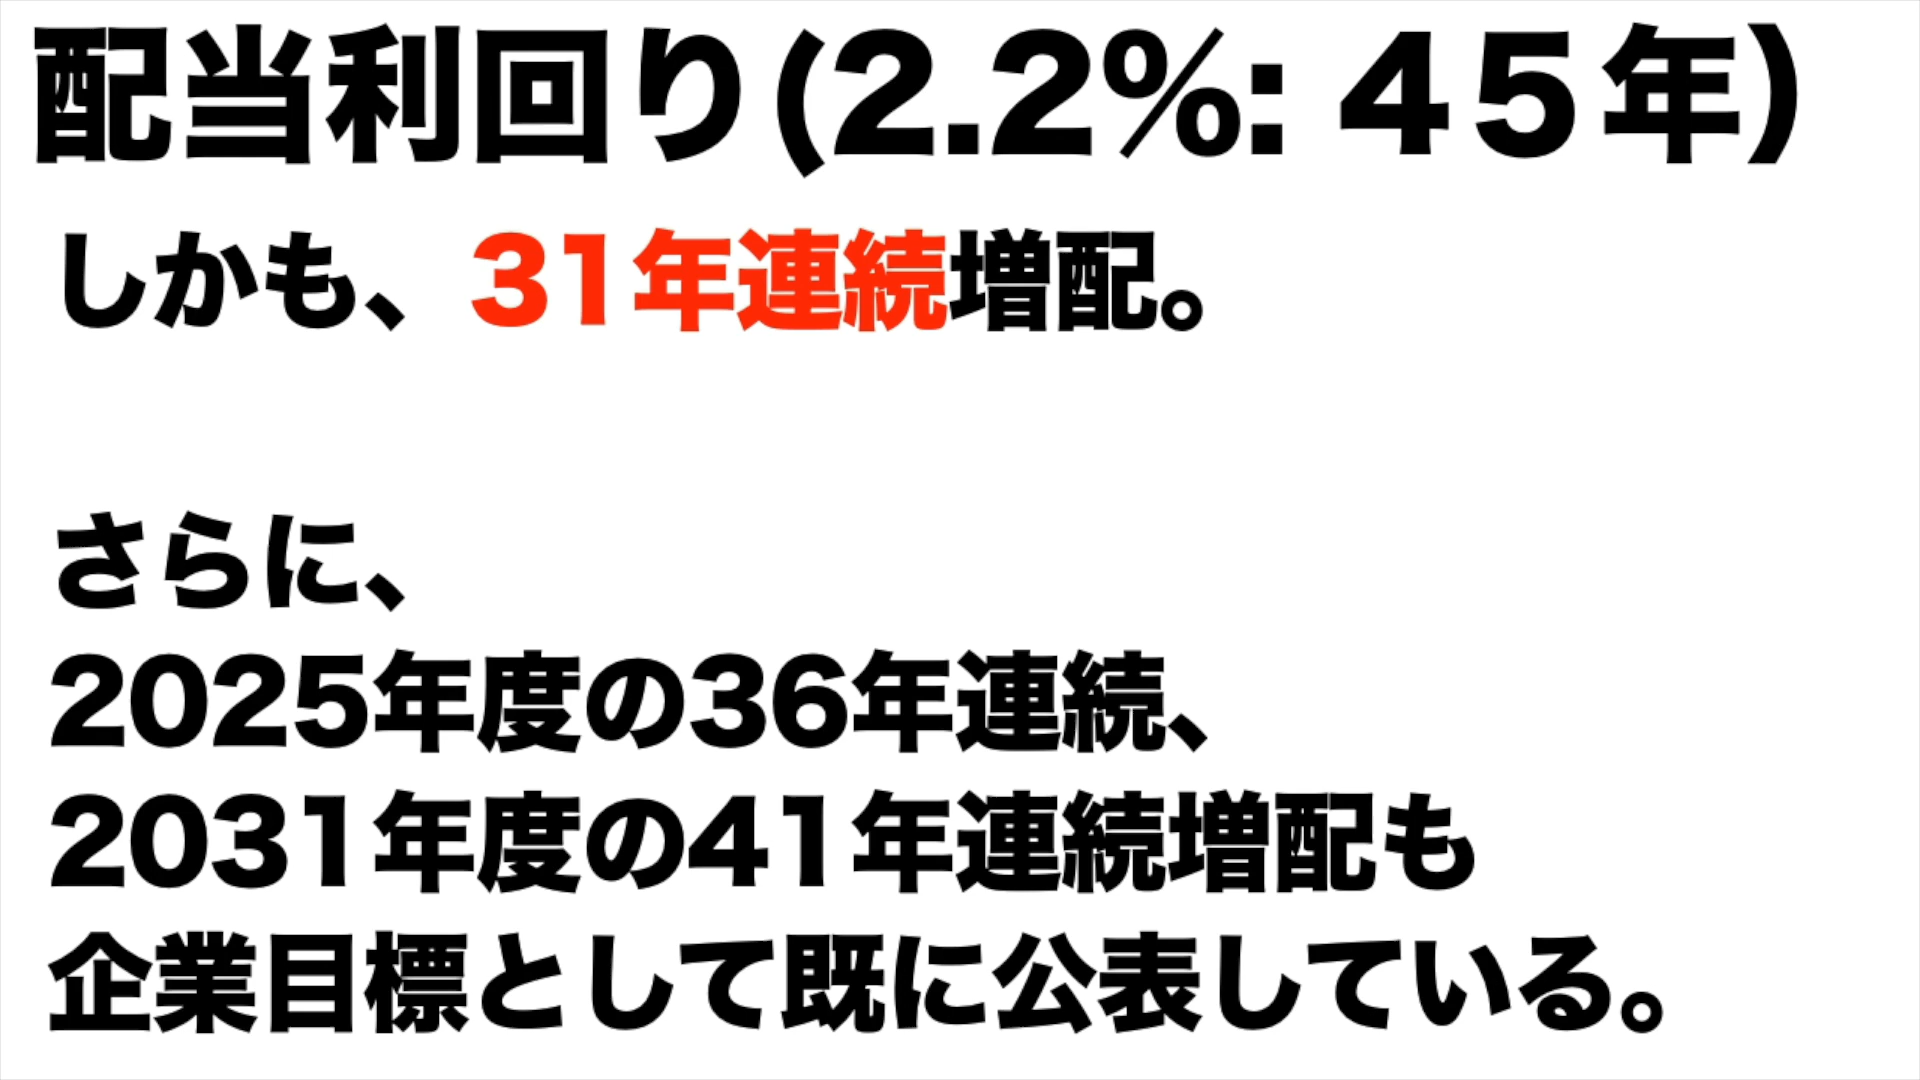 配当利回り(2.2%: ４５年)
しかも、31年連続増配。
さらに、
2025年度の36年連続、
2031年度の41年連続増配も
企業目標として既に公表している。